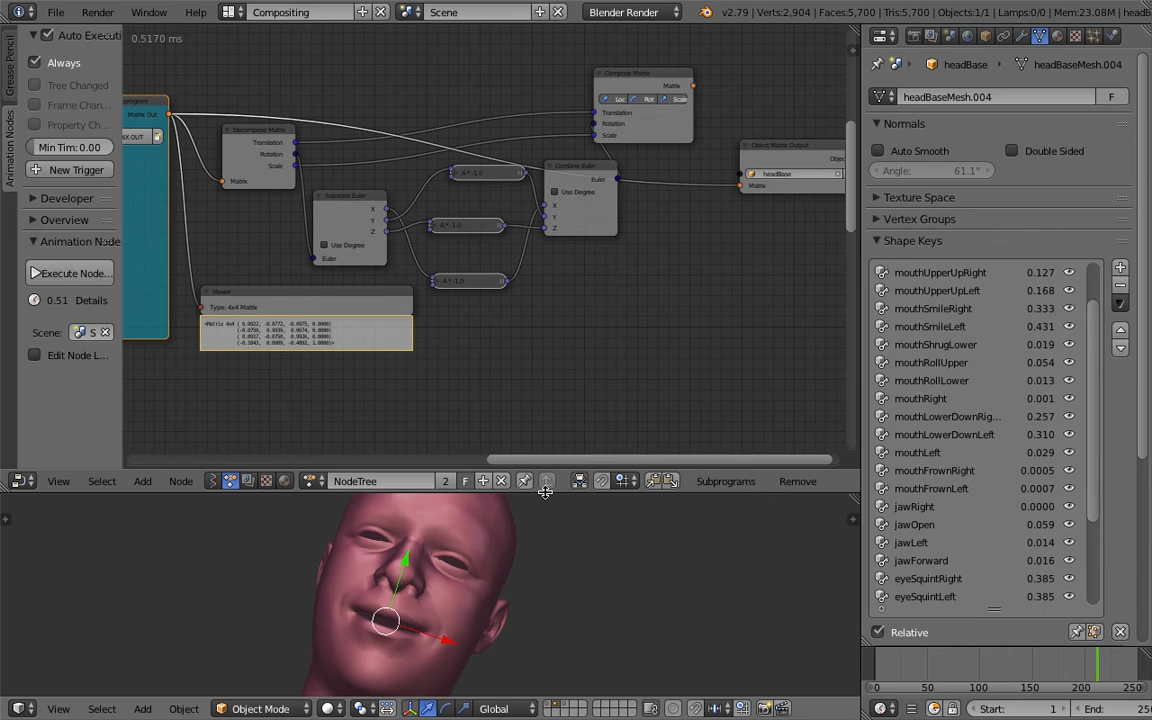 File Render Window Help Compositing Scene Blender Render v2.79 | Verts:2,904 | Faces:5,700 | Tris:5,700 | Objects:1/1 | Lamps:0/0 | Mem:23.08M | headB
Grease Pencil
Animation Nodes
Auto Executi
Always
Tree Changed
Frame Chan...
Property Ch...
Min Tim: 0.00
New Trigger
Developer
Overview
Animation Node
Execute Node...
0.51 Details
Scene: S
Edit Node L...
0.5170 ms
Matrix Out
Decompose Matrix
Translation
Rotation
Scale
Matrix
Separate Euler
X
Y
Z
Use Degree
Euler
Viewer
Type: 4x4 Matrix
A * -1.0
A * -1.0
A * -1.0
Combine Euler
Euler
Use Degree
X
Y
Z
Compose Matrix
Matrix
Loc Rot Scale
Translation
Rotation
Scale
Object Matrix Output
Objec
headBase
Matrix
View Select Add Node NodeTree 2 F Subprograms Remove
View Select Add Object Object Mode Global
headBase headBaseMesh.004
headBaseMesh.004 F
Normals
Auto Smooth Double Sided
Angle: 61.1°
Texture Space
Vertex Groups
Shape Keys
mouthUpperUpRight 0.127
mouthUpperUpLeft 0.168
mouthSmileRight 0.333
mouthSmileLeft 0.431
mouthShrugLower 0.019
mouthRollUpper 0.054
mouthRollLower 0.013
mouthRight 0.001
mouthLowerDownRig... 0.257
mouthLowerDownLeft 0.310
mouthLeft 0.029
mouthFrownRight 0.0005
mouthFrownLeft 0.0007
jawRight 0.0000
jawOpen 0.059
jawLeft 0.014
jawForward 0.016
eyeSquintRight 0.385
eyeSquintLeft 0.385
Relative
0 50 100 150 200 250
Start: 1 End: 25